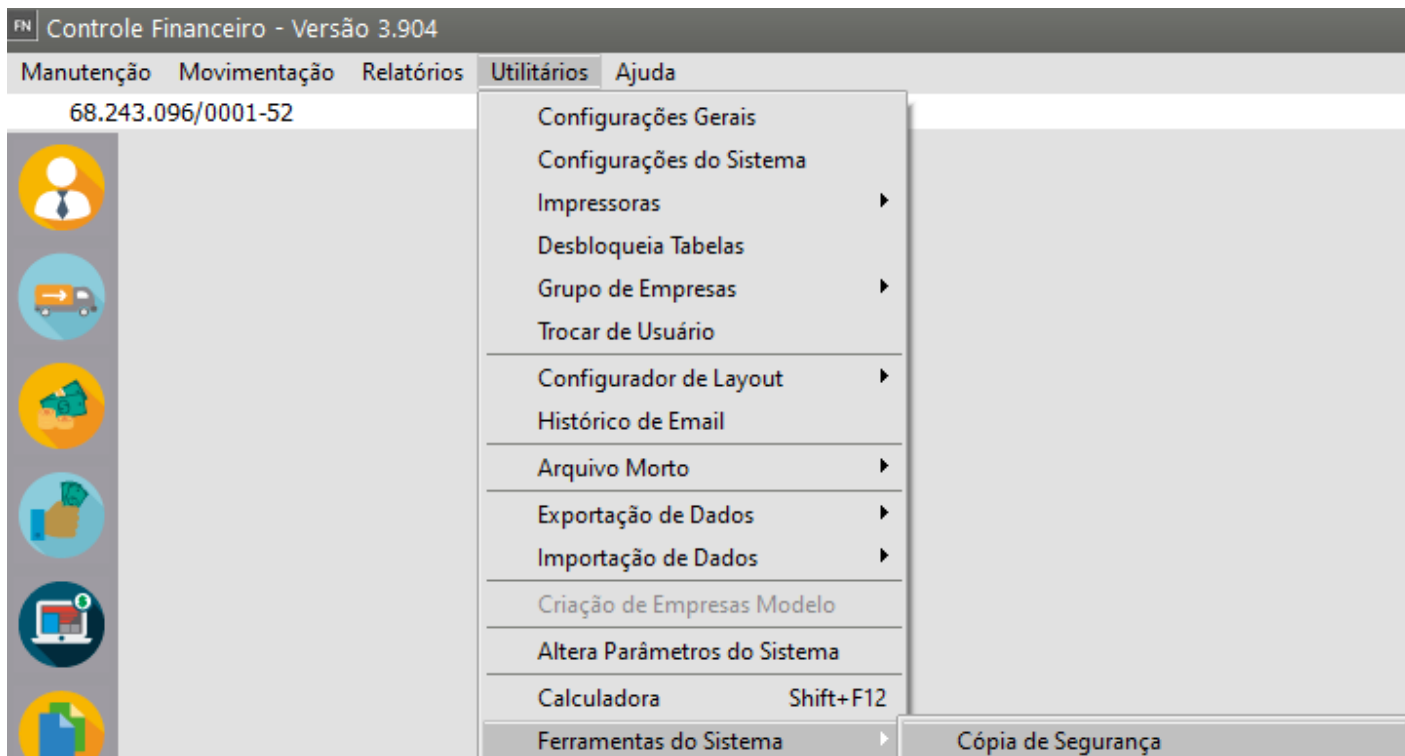 FN Controle Financeiro - Versão 3.904
Manutenção Movimentação Relatórios Utilitários Ajuda
68.243.096/0001-52
Configurações Gerais
Configurações do Sistema
Impressoras
Desbloqueia Tabelas
Grupo de Empresas
Trocar de Usuário
Configurador de Layout
Histórico de Email
Arquivo Morto
Exportação de Dados
Importação de Dados
Criação de Empresas Modelo
Altera Parâmetros do Sistema
Calculadora Shift+F12
Ferramentas do Sistema Cópia de Segurança